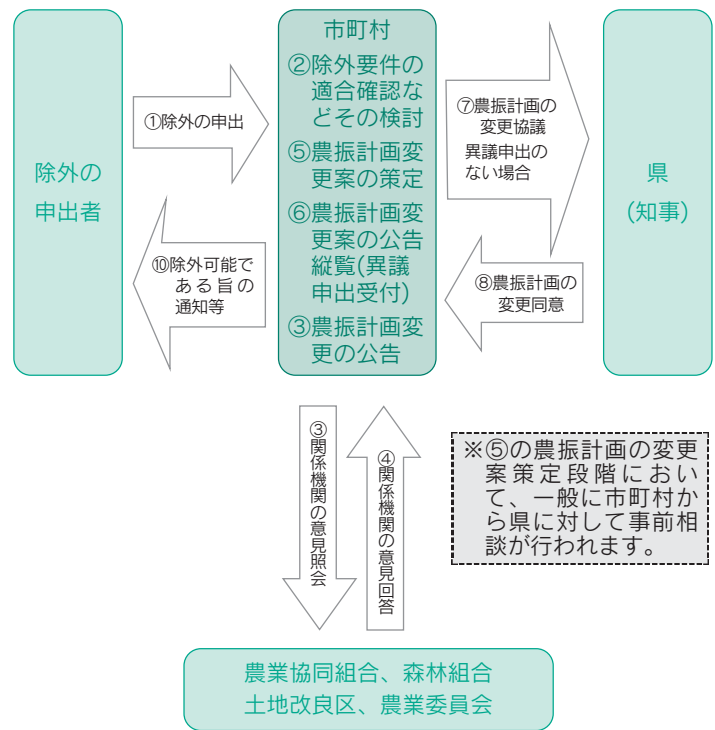 除外の
申出者
①除外の申出
⑩除外可能で
ある旨の
通知等
市町村
②除外要件の
適合確認な
どその検討
⑤農振計画変
更案の策定
⑥農振計画変
更案の公告
縦覧(異議
申出受付)
③農振計画変
更の公告
⑦農振計画の
変更協議
異議申出の
ない場合
⑧農振計画の
変更同意
県
(知事)
③関係機関の意見照会
④関係機関の意見回答
※⑤の農振計画の変更
案策定段階におい
て、一般に市町村か
ら県に対して事前相
談が行われます。
農業協同組合、森林組合
土地改良区、農業委員会